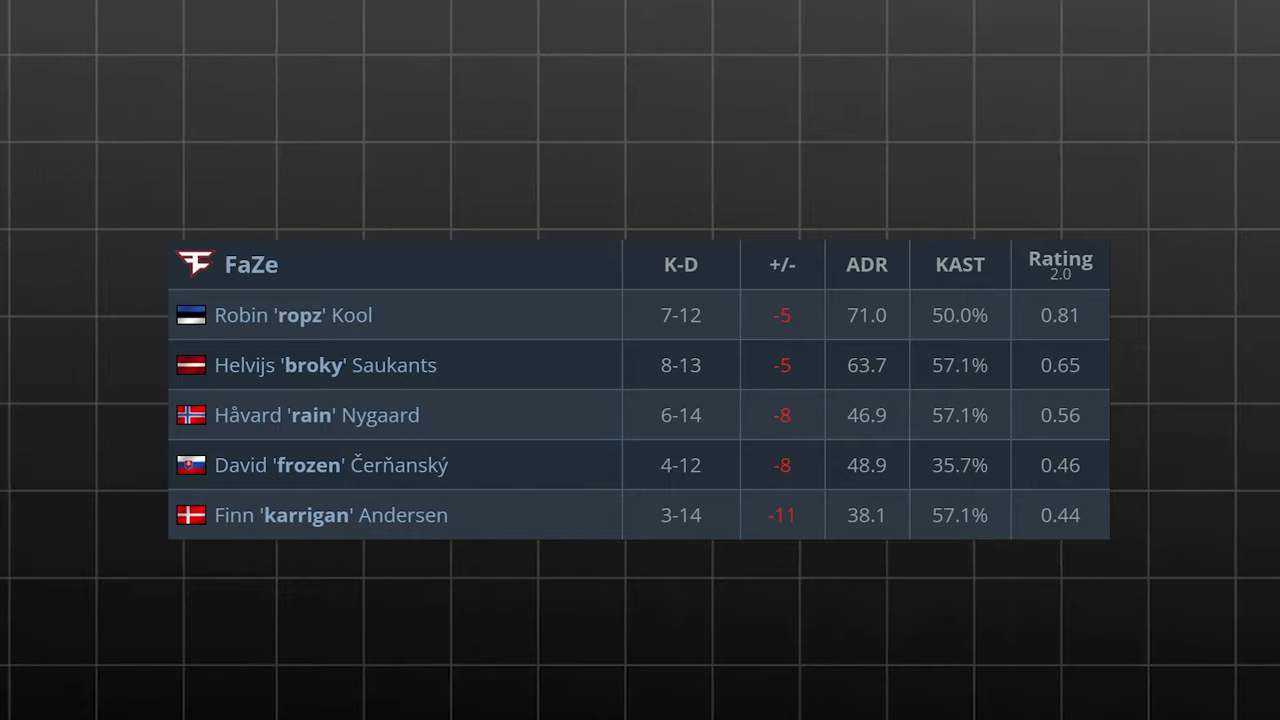 FaZe K-D +/- ADR KAST Rating 2.0
Robin 'ropz' Kool 7-12 -5 71.0 50.0% 0.81
Helvijs 'broky' Saukants 8-13 -5 63.7 57.1% 0.65
Håvard 'rain' Nygaard 6-14 -8 46.9 57.1% 0.56
David 'frozen' Čerňanský 4-12 -8 48.9 35.7% 0.46
Finn 'karrigan' Andersen 3-14 -11 38.1 57.1% 0.44